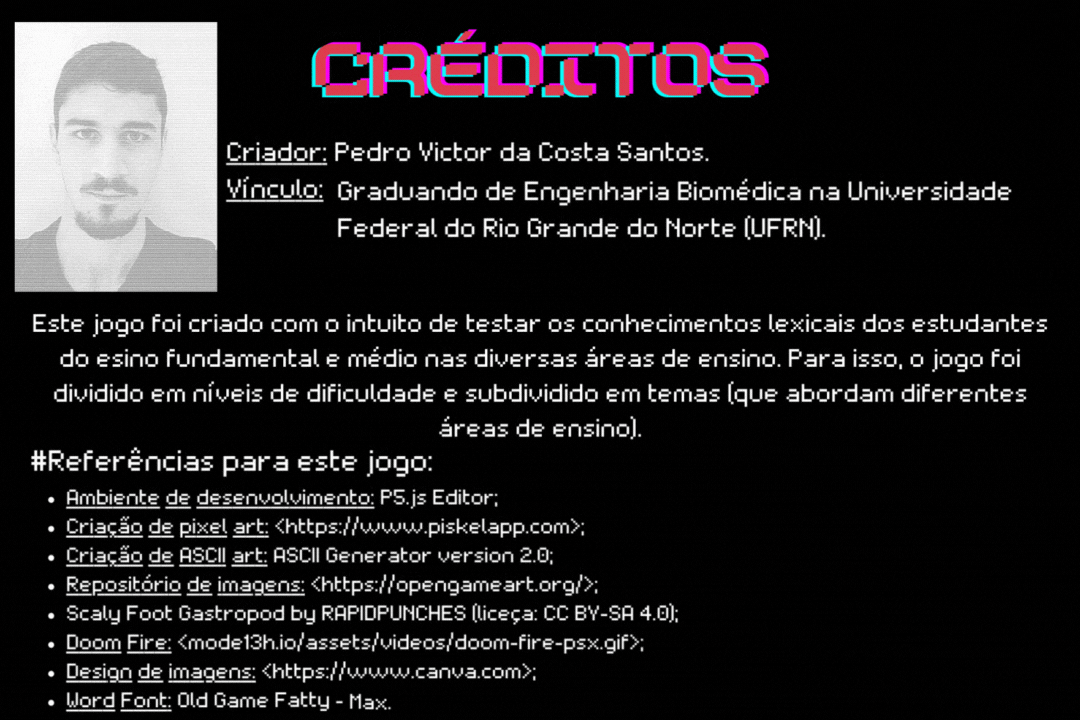 CRÉDITOS
Criador: Pedro Victor da Costa Santos.
Vínculo: Graduando de Engenharia Biomédica na Universidade
Federal do Rio Grande do Norte (UFRN).
Este jogo foi criado com o intuito de testar os conhecimentos lexicais dos estudantes
do esino fundamental e médio nas diversas áreas de ensino. Para isso, o jogo foi
dividido em níveis de dificuldade e subdividido em temas (que abordam diferentes
áreas de ensino).
#Referências para este jogo:
• Ambiente de desenvolvimento: P5.js Editor;
• Criação de pixel art: <https://www.piskelapp.com>;
• Criação de ASCII art: ASCII Generator version 2.0;
• Repositório de imagens: <https://opengameart.org/>;
• Scaly Foot Gastropod by RAPIDPUNCHES (liceça: CC BY-SA 4.0);
• Doom Fire: <mode13h.io/assets/videos/doom-fire-psx.gif>;
• Design de imagens: <https://www.canva.com>;
• Word Font: Old Game Fatty - Max.